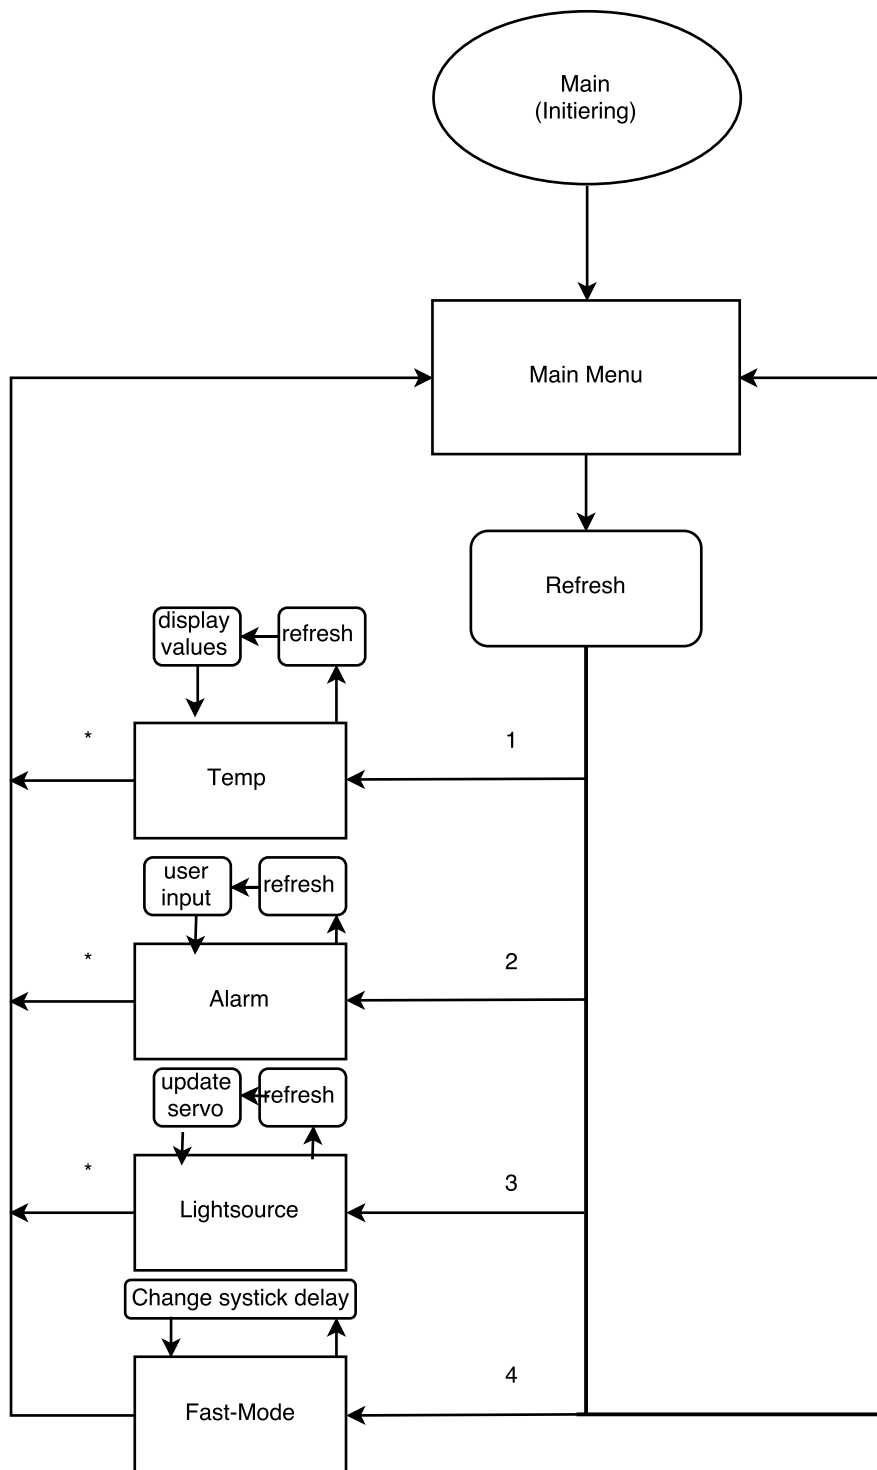 Main
(Initiering)
Main Menu
Refresh
display
values
refresh
*
1
Temp
user
input
refresh
*
2
Alarm
update
servo
refresh
*
3
Lightsource
Change systick delay
4
Fast-Mode